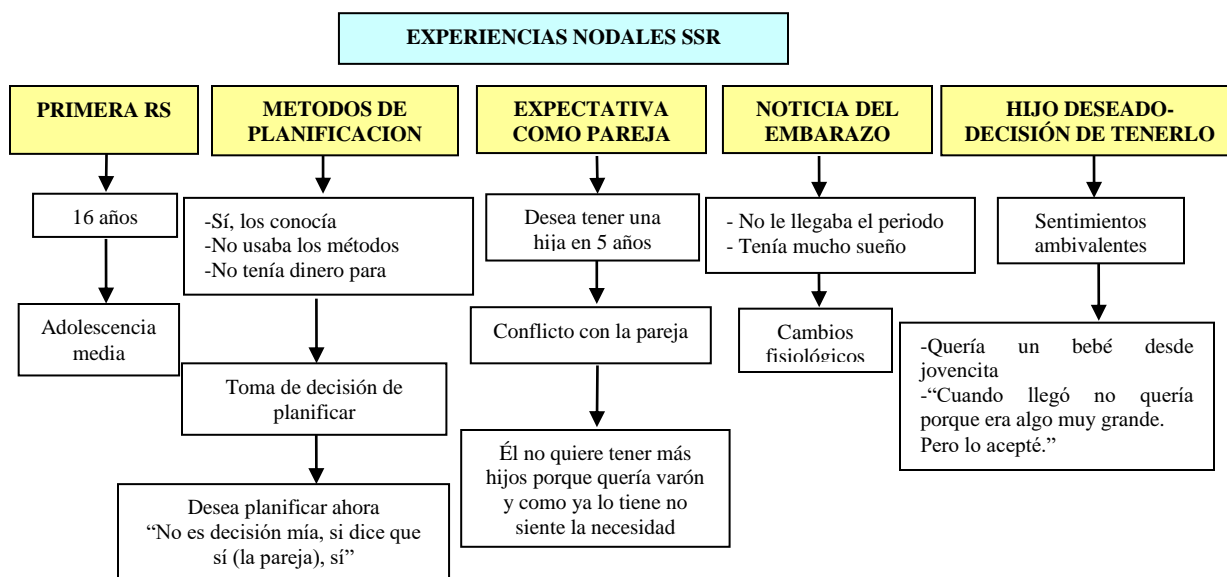 EXPERIENCIAS NODALES SSR
PRIMERA RS
16 años
Adolescencia
media
METODOS DE
PLANIFICACION
-Sí, los conocía
-No usaba los métodos
-No tenía dinero para
Toma de decisión de
planificar
Desea planificar ahora
“No es decisión mía, si dice que
sí (la pareja), sí”
EXPECTATIVA
COMO PAREJA
Desea tener una
hija en 5 años
Conflicto con la pareja
Él no quiere tener más
hijos porque quería varón
y como ya lo tiene no
siente la necesidad
NOTICIA DEL
EMBARAZO
- No le llegaba el periodo
- Tenía mucho sueño
Cambios
fisiológicos
HIJO DESEADO-
DECISIÓN DE TENERLO
Sentimientos
ambivalentes
-Quería un bebé desde
jovencita
-“Cuando llegó no quería
porque era algo muy grande.
Pero lo acepté.”